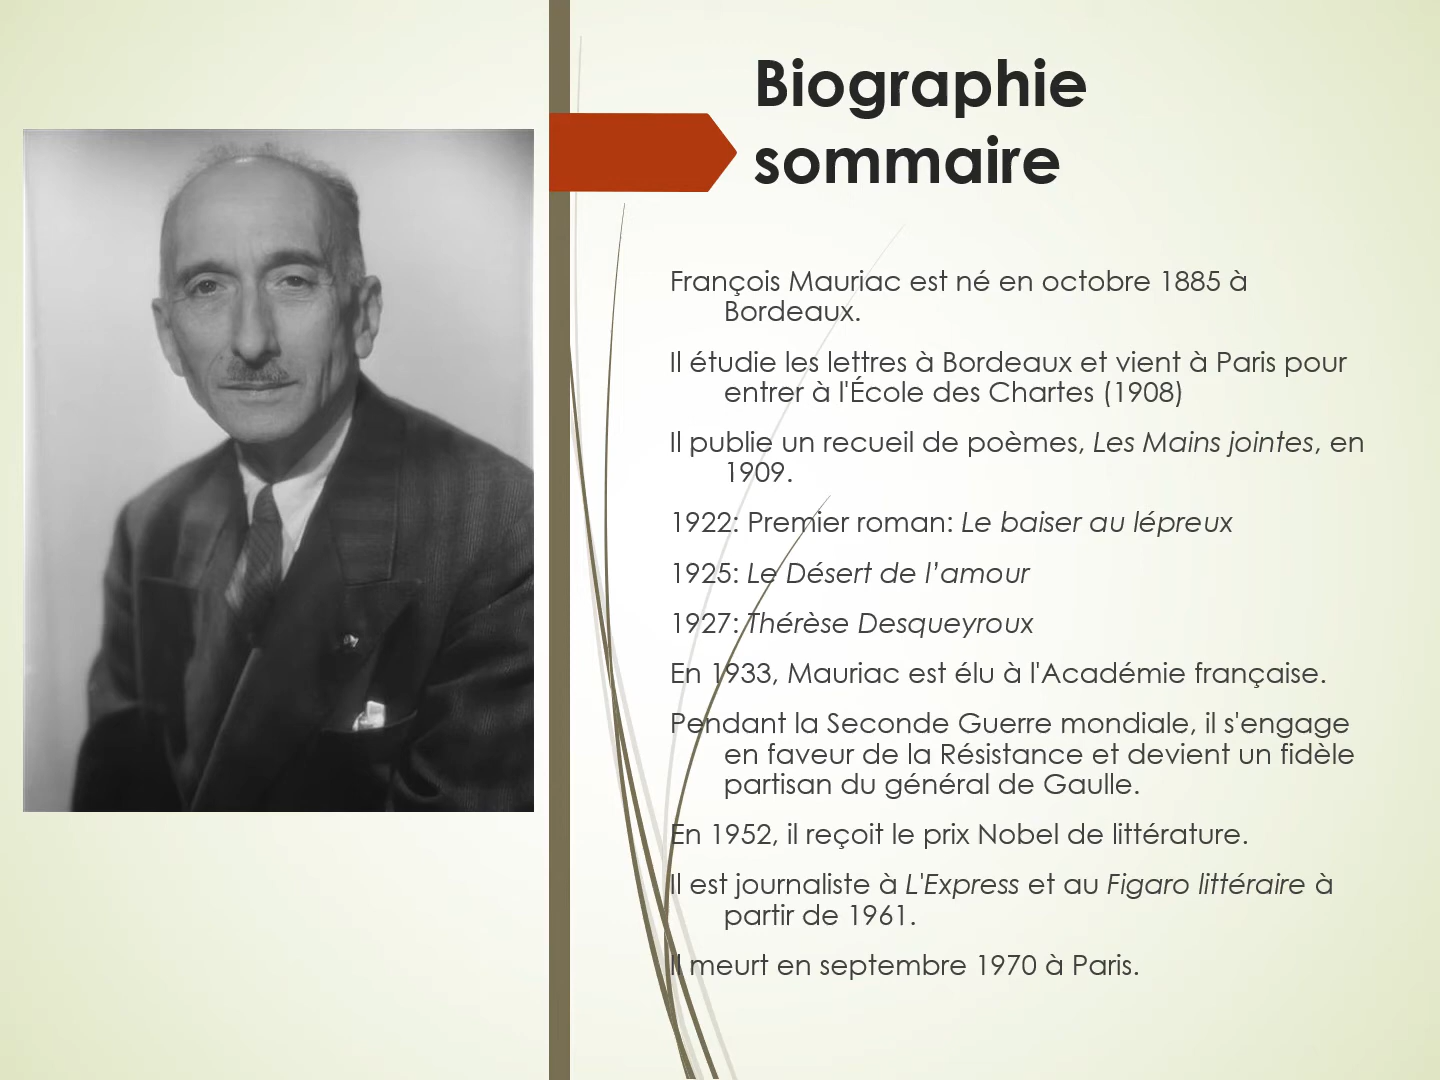 Biographie
sommaire
François Mauriac est né en octobre 1885 à
Bordeaux.
Il étudie les lettres à Bordeaux et vient à Paris pour
entrer à l'École des Chartes (1908)
Il publie un recueil de poèmes, Les Mains jointes, en
1909.
1922: Premier roman: Le baiser au lépreux
1925: Le Désert de l’amour
1927: Thérèse Desqueyroux
En 1933, Mauriac est élu à l'Académie française.
Pendant la Seconde Guerre mondiale, il s'engage
en faveur de la Résistance et devient un fidèle
partisan du général de Gaulle.
En 1952, il reçoit le prix Nobel de littérature.
Il est journaliste à L'Express et au Figaro littéraire à
partir de 1961.
Il meurt en septembre 1970 à Paris.